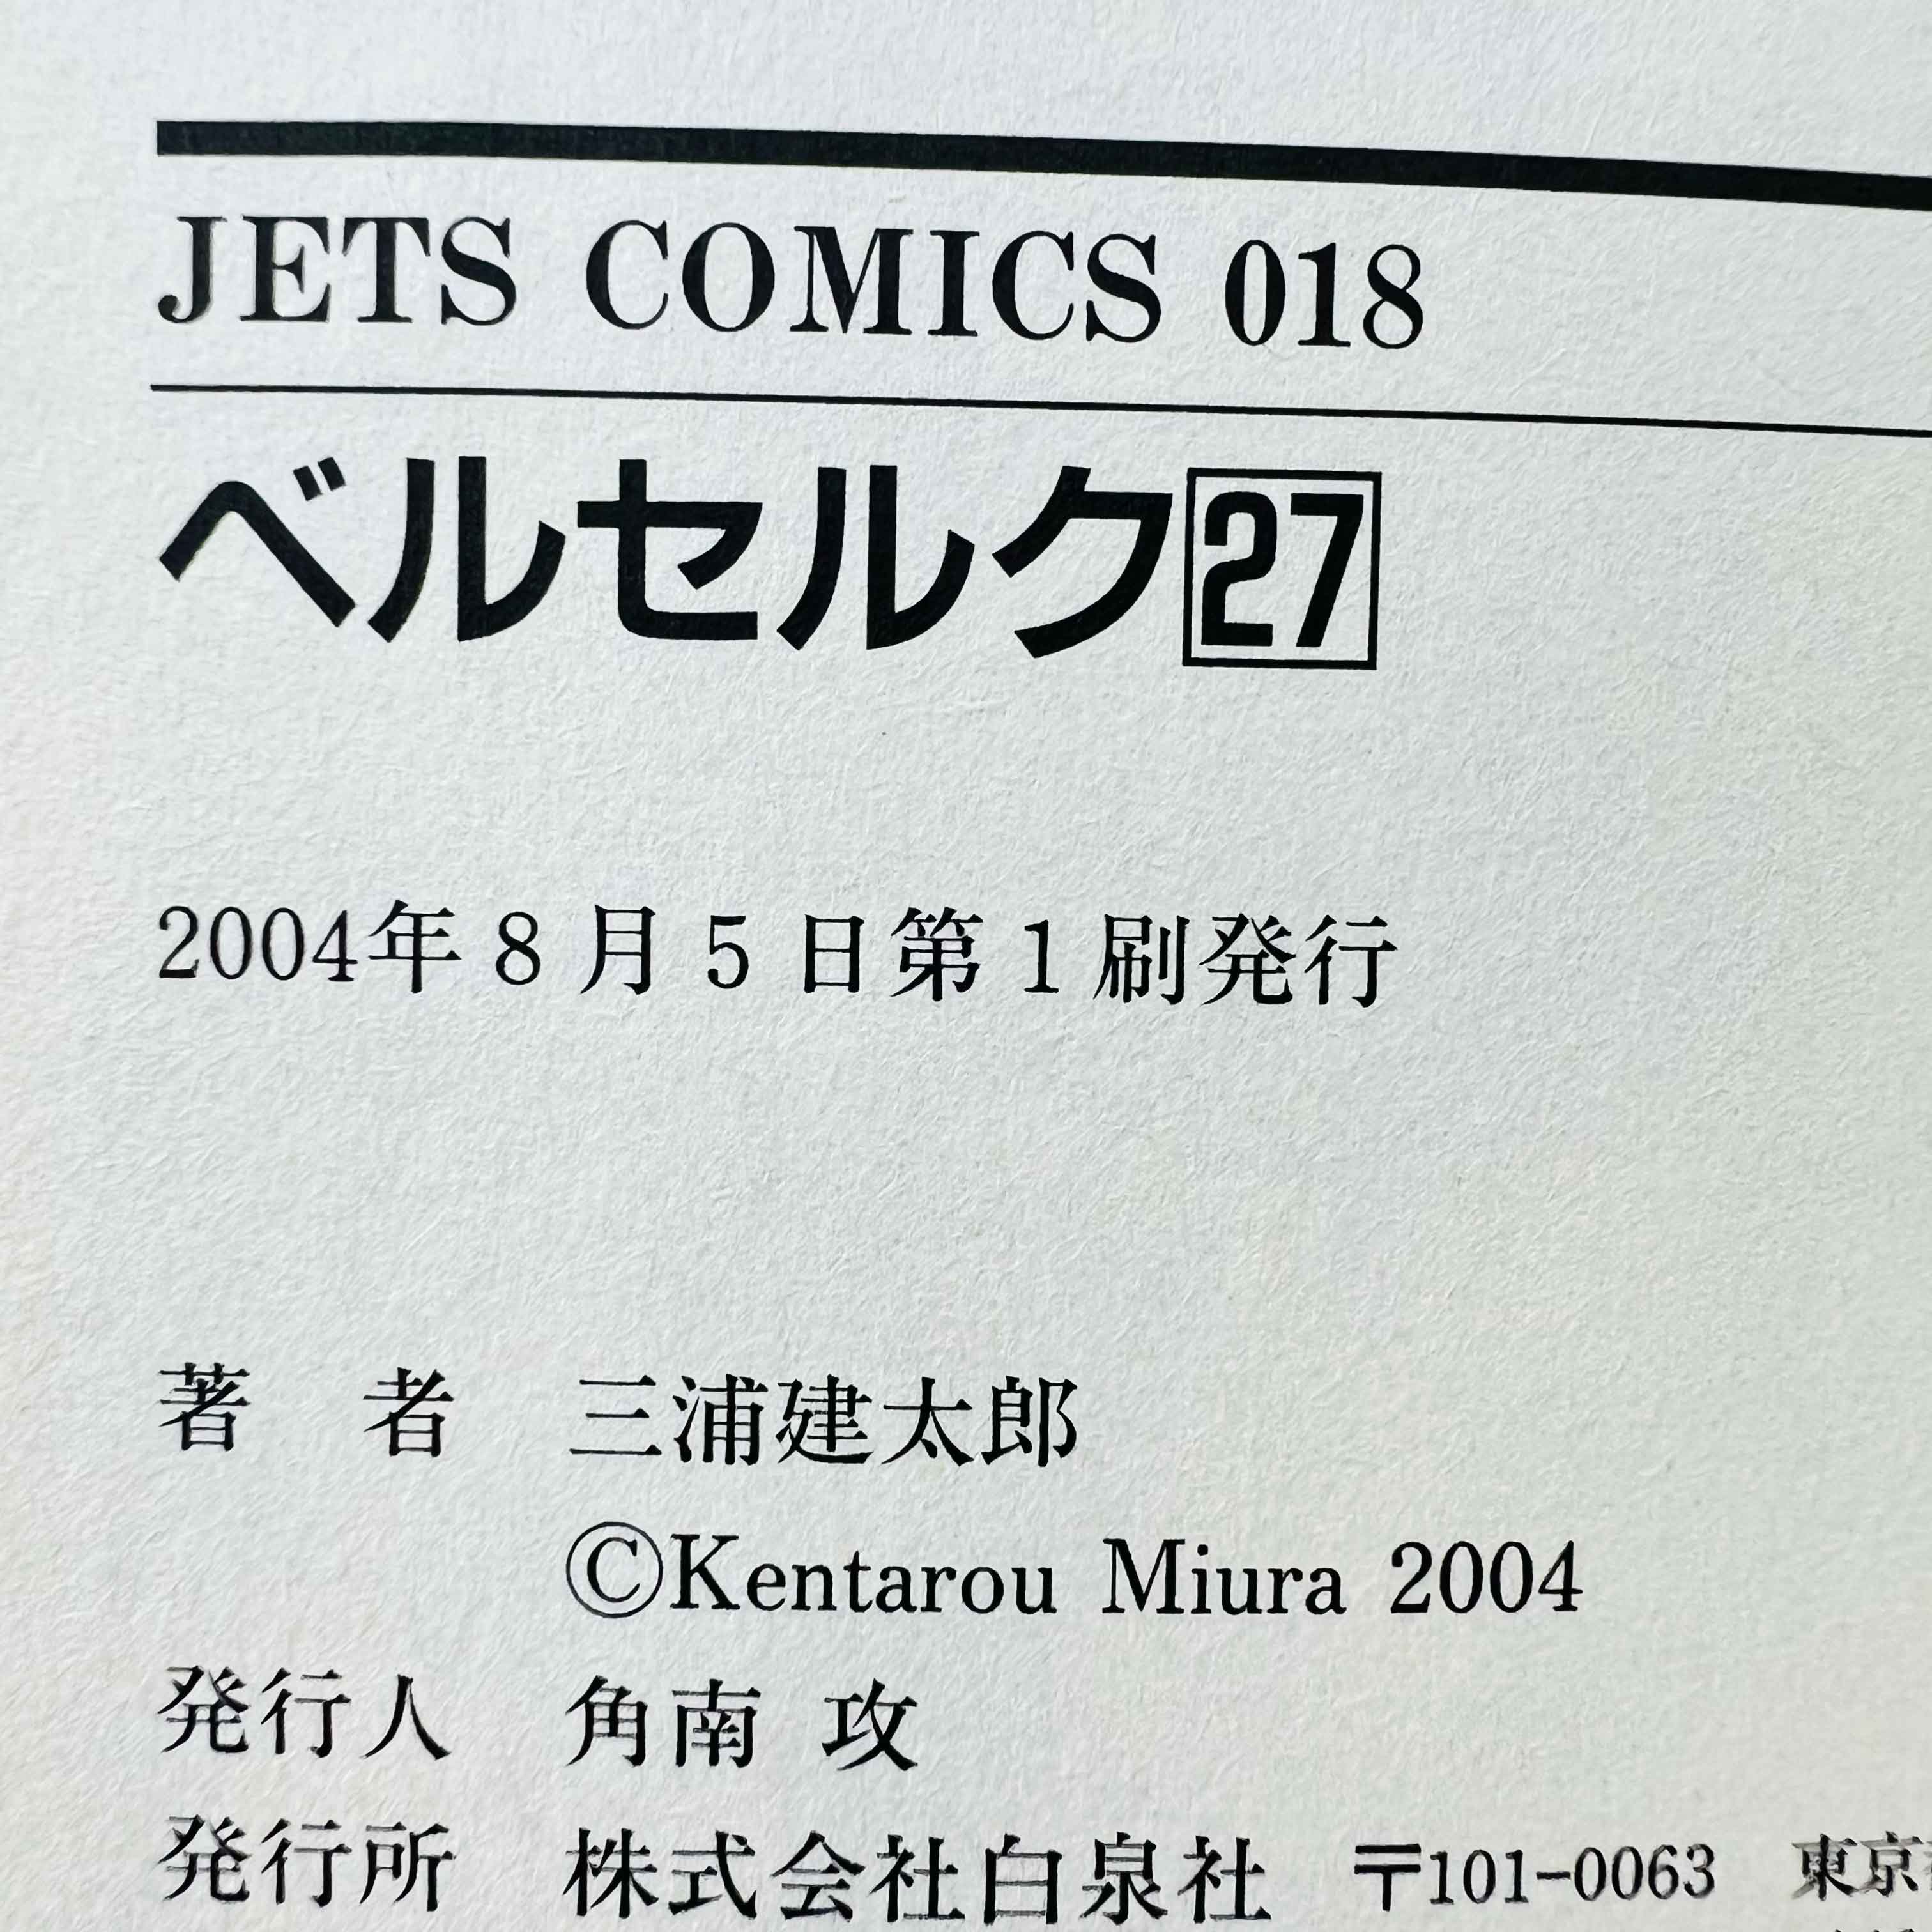 JETS COMICS 018
ベルセルク27
2004年8月5日第1刷発行
著　者　三浦建太郎
©Kentarou Miura 2004
発行人　角南 攻
発行所　株式会社白泉社　〒101-0063　東京